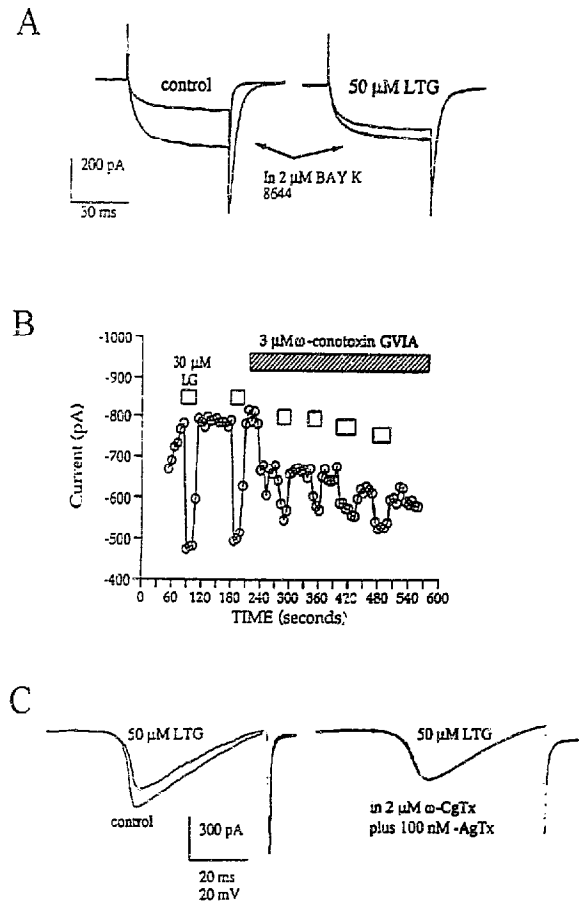 A
control
50 µM LTG
200 pA
50 ms
In 2 µM BAY K
8644
B
3 µM ω-conotoxin GVIA
30 µM
LG
Current (pA)
-1000
-900
-800
-700
-600
-500
-400
0 60 120 180 240 300 360 420 480 540 600
TIME (seconds)
C
50 µM LTG
control
300 pA
20 ms
20 mV
50 µM LTG
in 2 µM ω-CgTx
plus 100 nM -AgTx